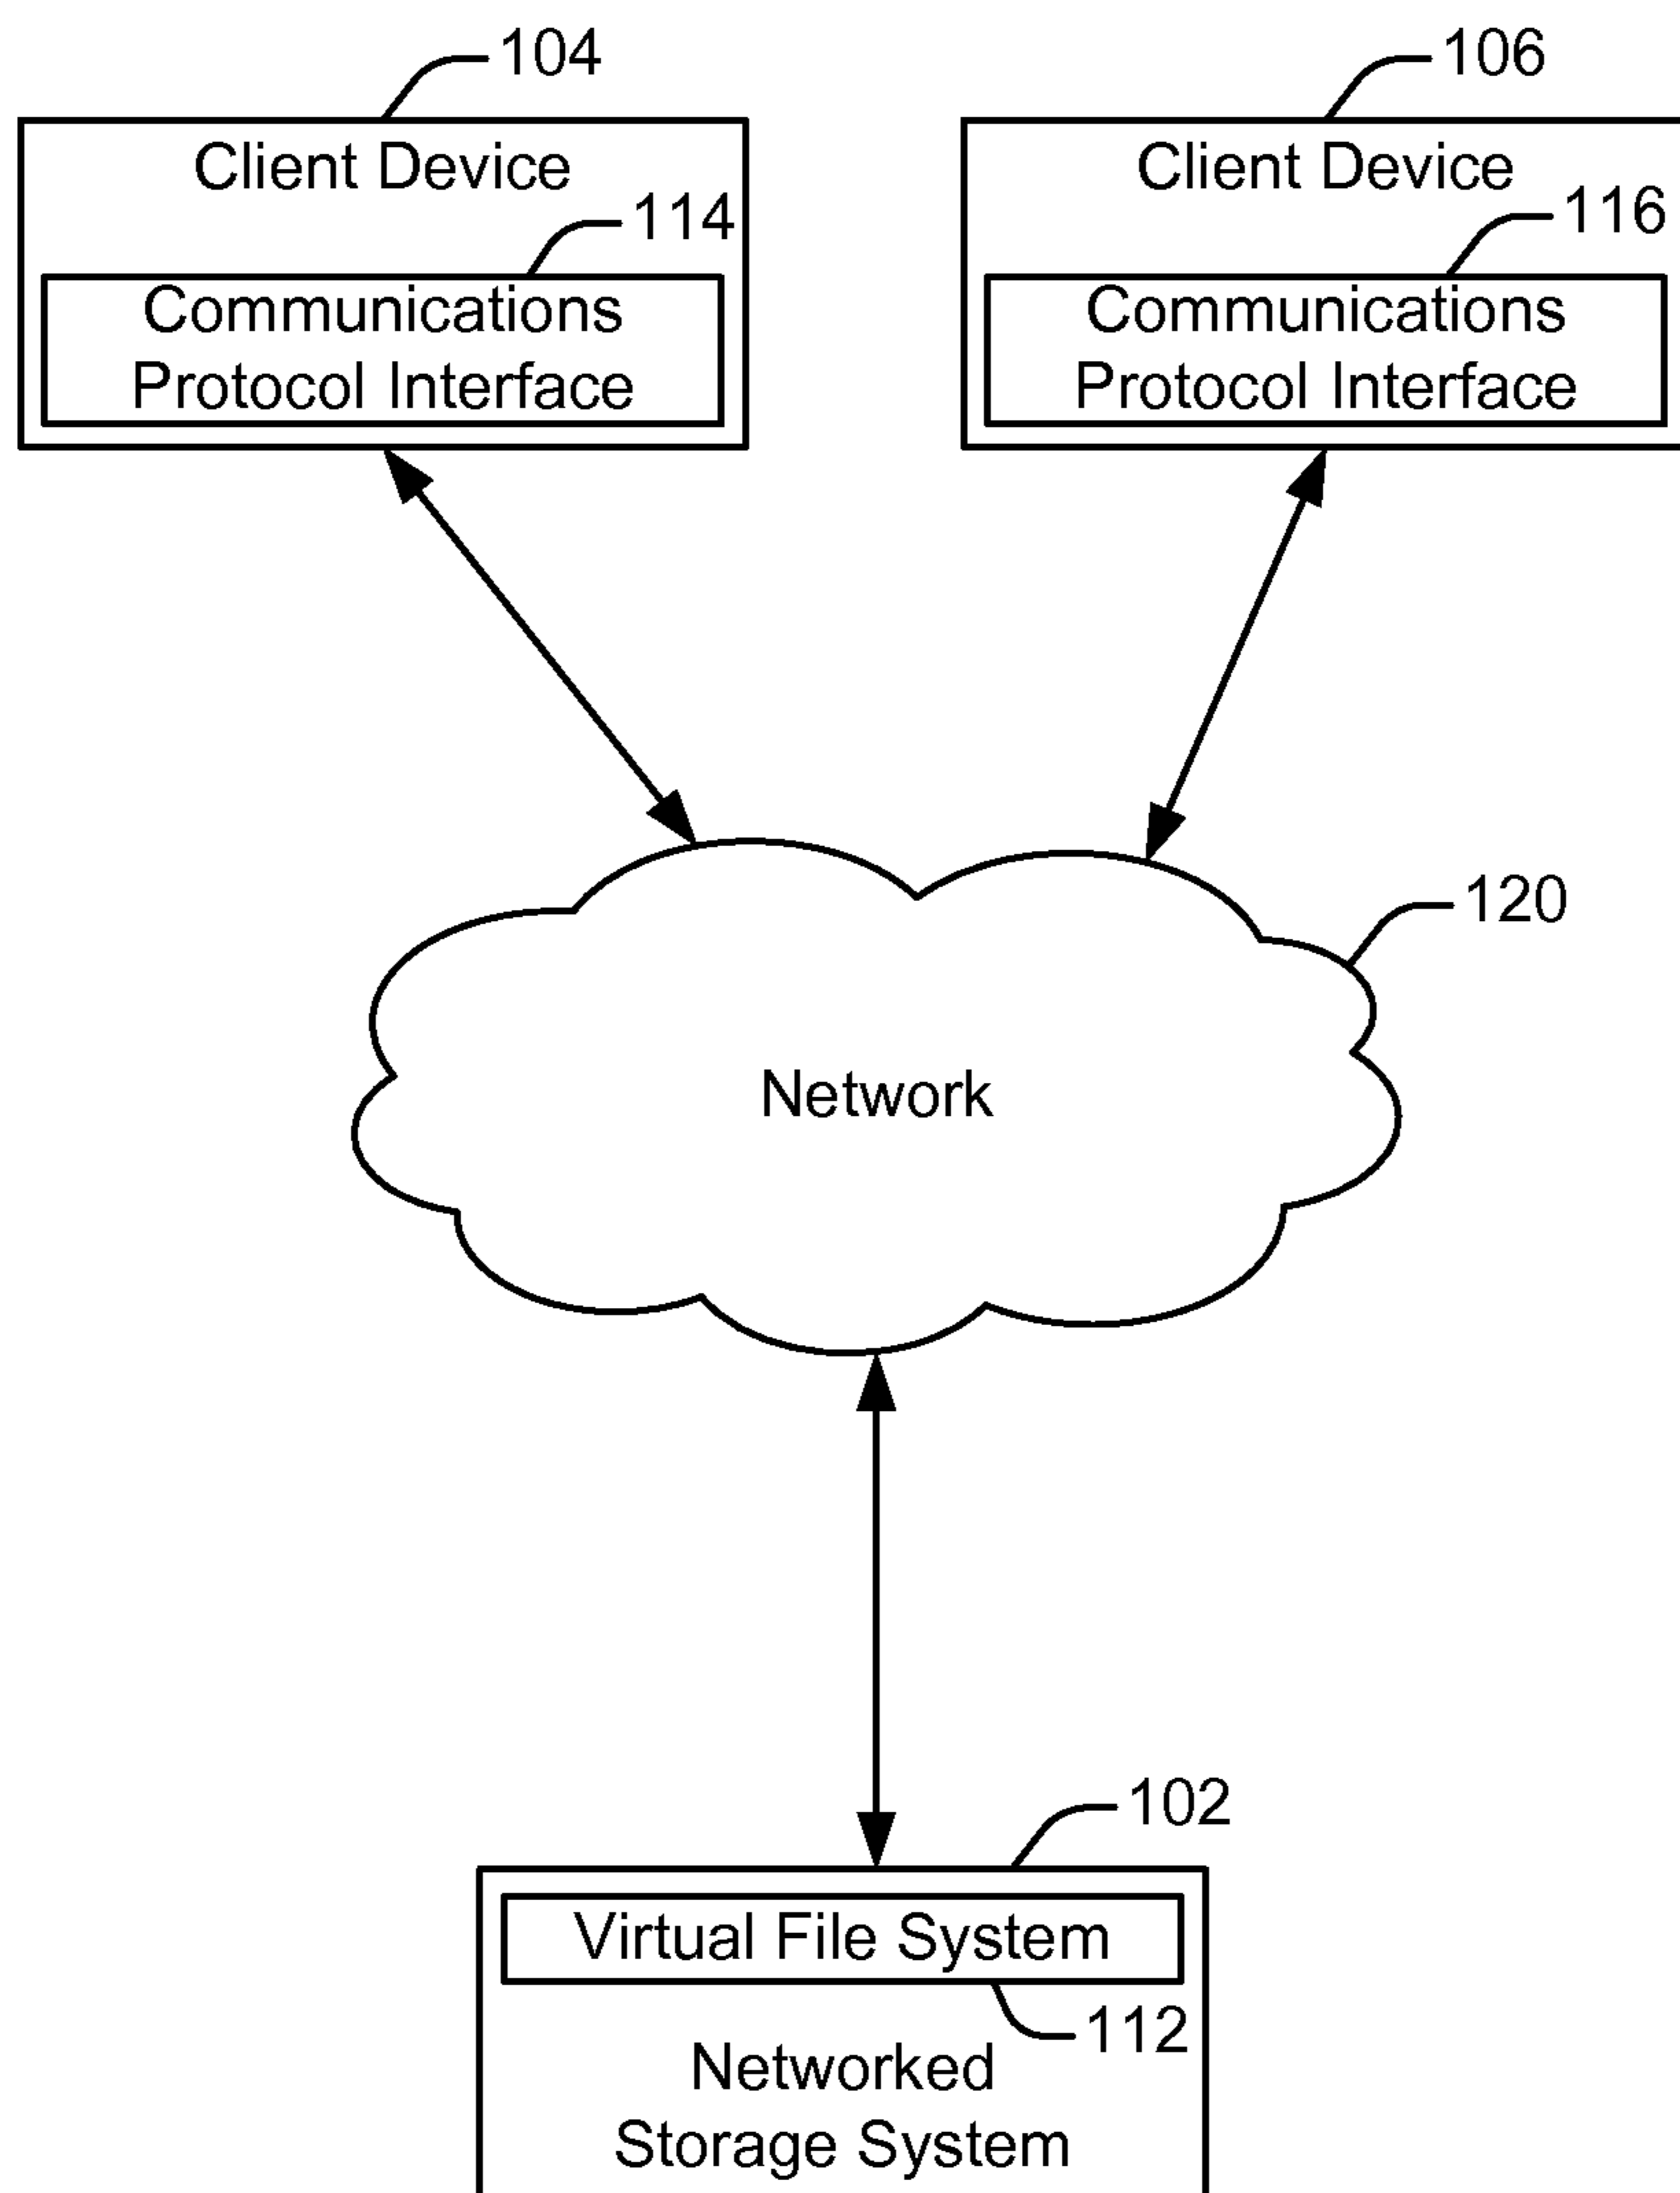 104
106
Client Device
Client Device
114
116
Communications
Protocol Interface
Communications
Protocol Interface
120
Network
102
Virtual File System
112
Networked
Storage System